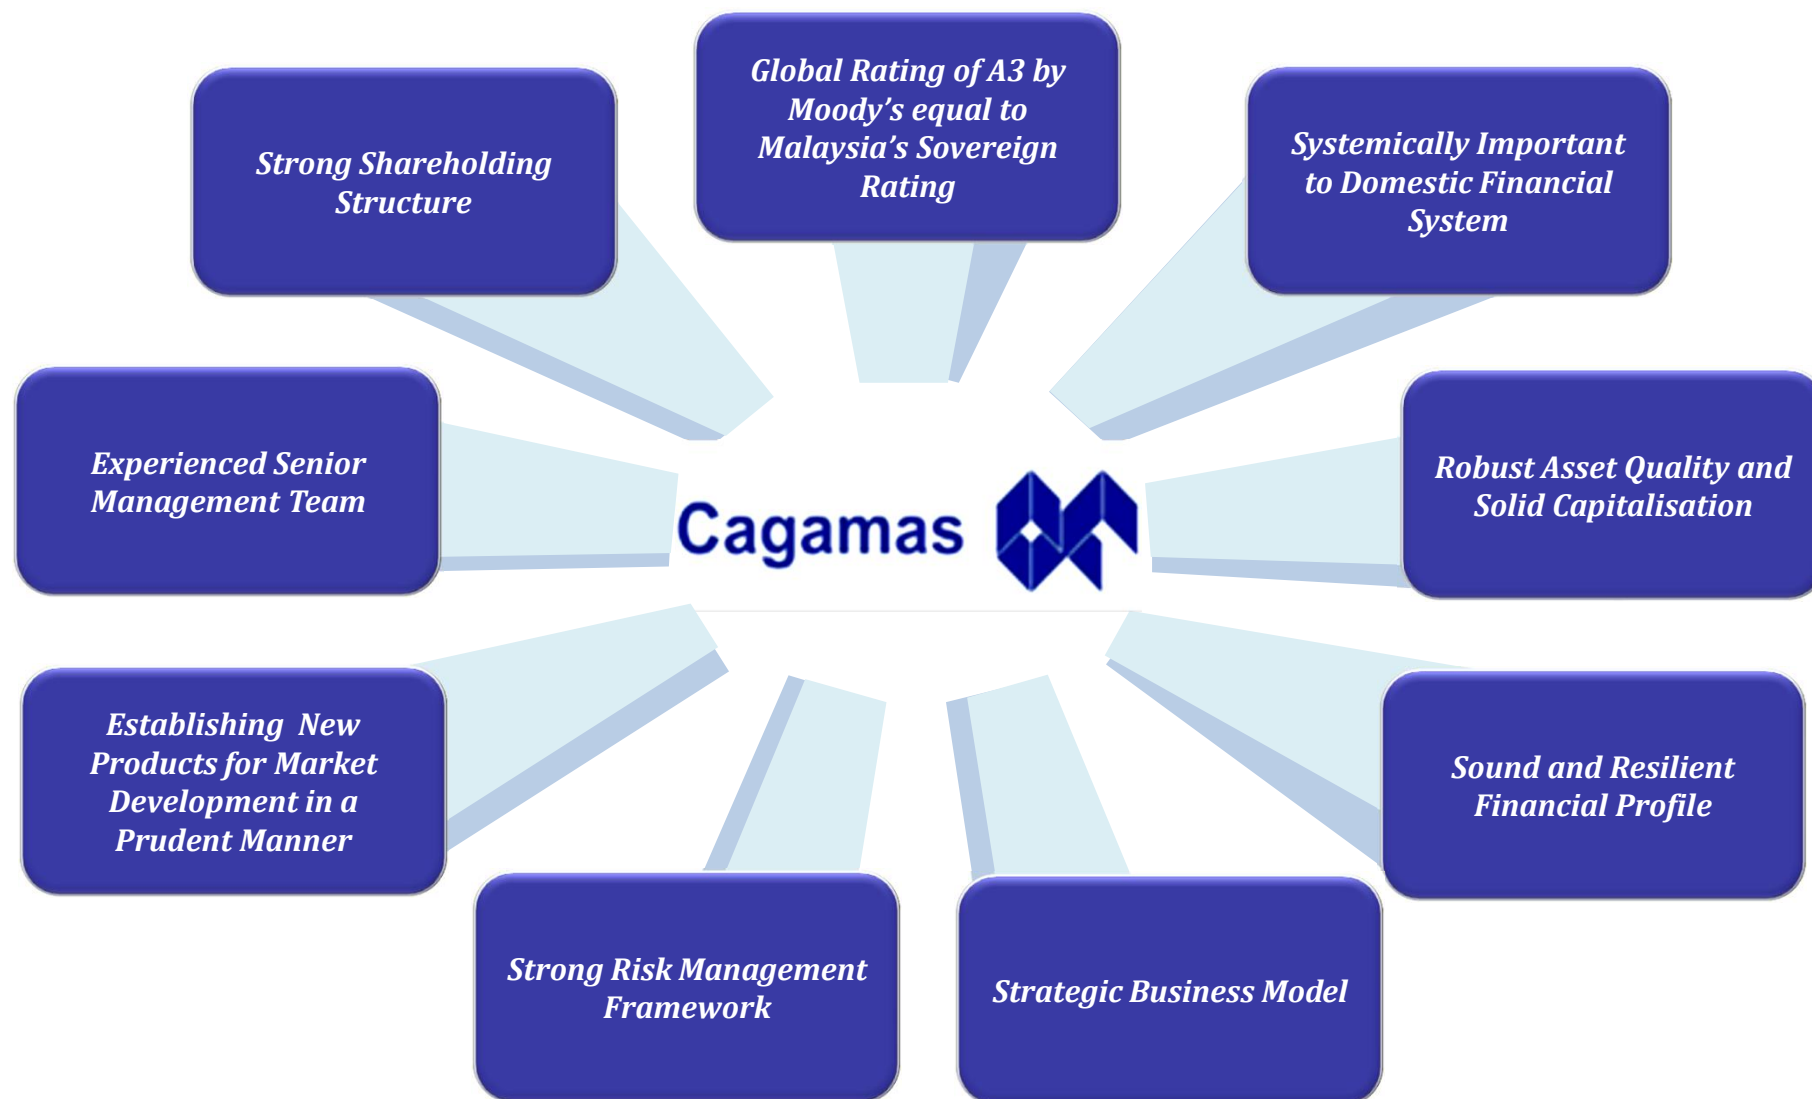 Global Rating of A3 by
Moody’s equal to
Malaysia’s Sovereign
Rating
Strong Shareholding
Structure
Systemically Important
to Domestic Financial
System
Experienced Senior
Management Team
Cagamas
Robust Asset Quality and
Solid Capitalisation
Establishing  New
Products for Market
Development in a
Prudent Manner
Sound and Resilient
Financial Profile
Strong Risk Management
Framework
Strategic Business Model